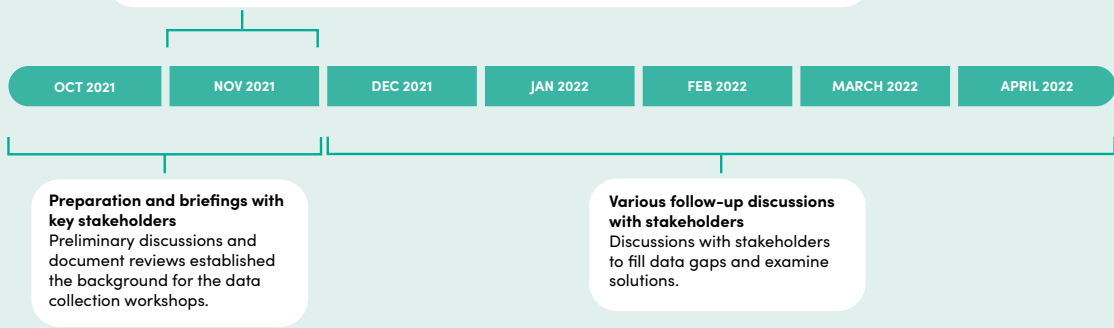 OCT 2021
NOV 2021
DEC 2021
JAN 2022
FEB 2022
MARCH 2022
APRIL 2022
Preparation and briefings with
key stakeholders
Preliminary discussions and
document reviews established
the background for the data
collection workshops.
Various follow-up discussions
with stakeholders
Discussions with stakeholders
to fill data gaps and examine
solutions.